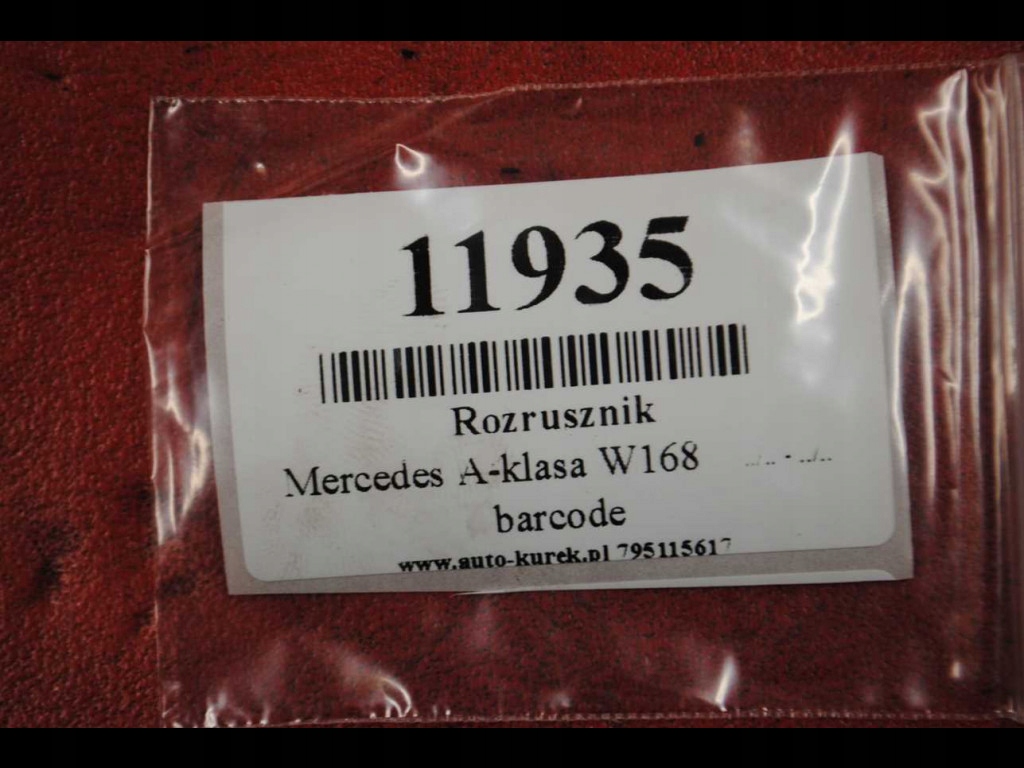 11935
Rozrusznik
Mercedes A-klasa W168
barcode
www.auto-kurek.pl 795115617